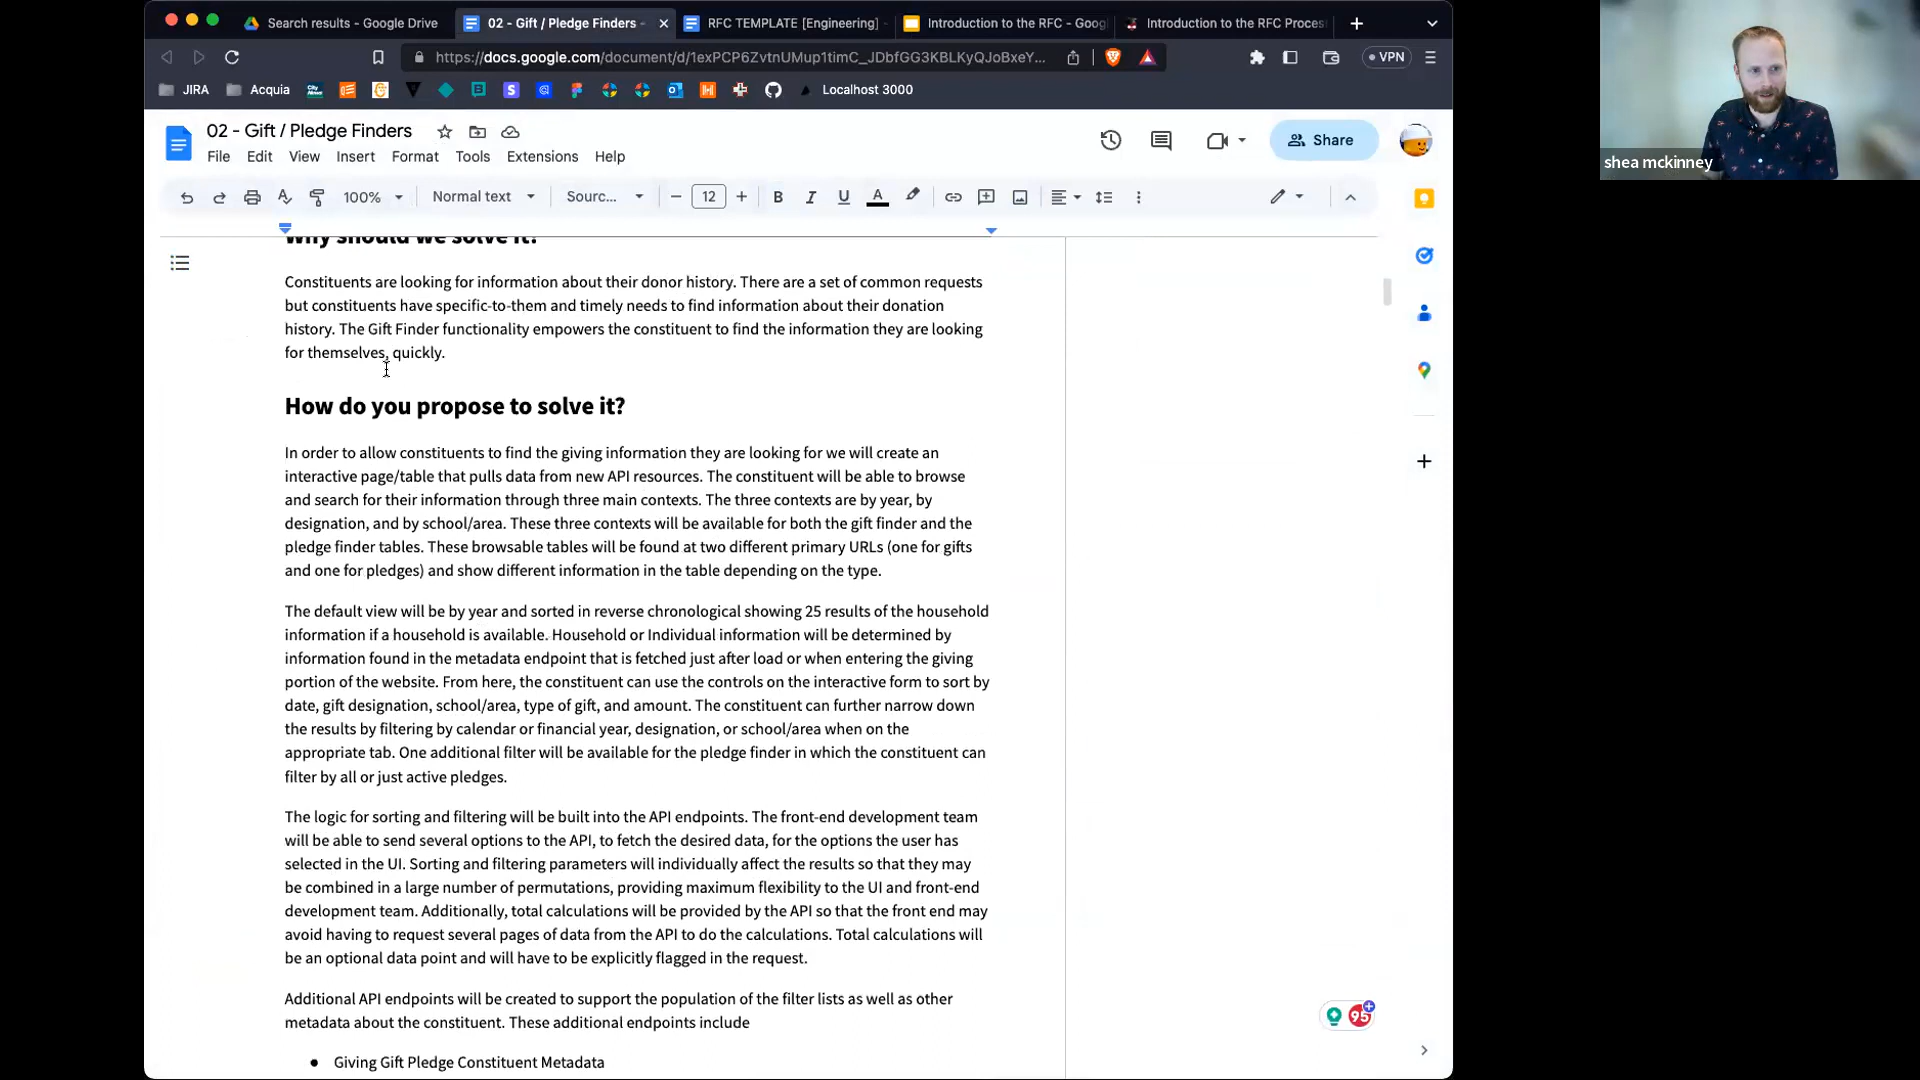 Search results - Google Drive
02 - Gift / Pledge Finders -
RFC TEMPLATE [Engineering] -
Introduction to the RFC - Goog
Introduction to the RFC Proces
https://docs.google.com/document/d/1exPCP6ZvtnUMup1timC_JDbfGG3KBLKyQJoBxeY...
VPN
JIRA
Acquia
Localhost 3000
02 - Gift / Pledge Finders
File Edit View Insert Format Tools Extensions Help
Share
100%
Normal text
Sourc...
12
Why should we solve it?
Constituents are looking for information about their donor history. There are a set of common requests
but constituents have specific-to-them and timely needs to find information about their donation
history. The Gift Finder functionality empowers the constituent to find the information they are looking
for themselves, quickly.
How do you propose to solve it?
In order to allow constituents to find the giving information they are looking for we will create an
interactive page/table that pulls data from new API resources. The constituent will be able to browse
and search for their information through three main contexts. The three contexts are by year, by
designation, and by school/area. These three contexts will be available for both the gift finder and the
pledge finder tables. These browsable tables will be found at two different primary URLs (one for gifts
and one for pledges) and show different information in the table depending on the type.
The default view will be by year and sorted in reverse chronological showing 25 results of the household
information if a household is available. Household or Individual information will be determined by
information found in the metadata endpoint that is fetched just after load or when entering the giving
portion of the website. From here, the constituent can use the controls on the interactive form to sort by
date, gift designation, school/area, type of gift, and amount. The constituent can further narrow down
the results by filtering by calendar or financial year, designation, or school/area when on the
appropriate tab. One additional filter will be available for the pledge finder in which the constituent can
filter by all or just active pledges.
The logic for sorting and filtering will be built into the API endpoints. The front-end development team
will be able to send several options to the API, to fetch the desired data, for the options the user has
selected in the UI. Sorting and filtering parameters will individually affect the results so that they may
be combined in a large number of permutations, providing maximum flexibility to the UI and front-end
development team. Additionally, total calculations will be provided by the API so that the front end may
avoid having to request several pages of data from the API to do the calculations. Total calculations will
be an optional data point and will have to be explicitly flagged in the request.
Additional API endpoints will be created to support the population of the filter lists as well as other
metadata about the constituent. These additional endpoints include
● Giving Gift Pledge Constituent Metadata
95
shea mckinney